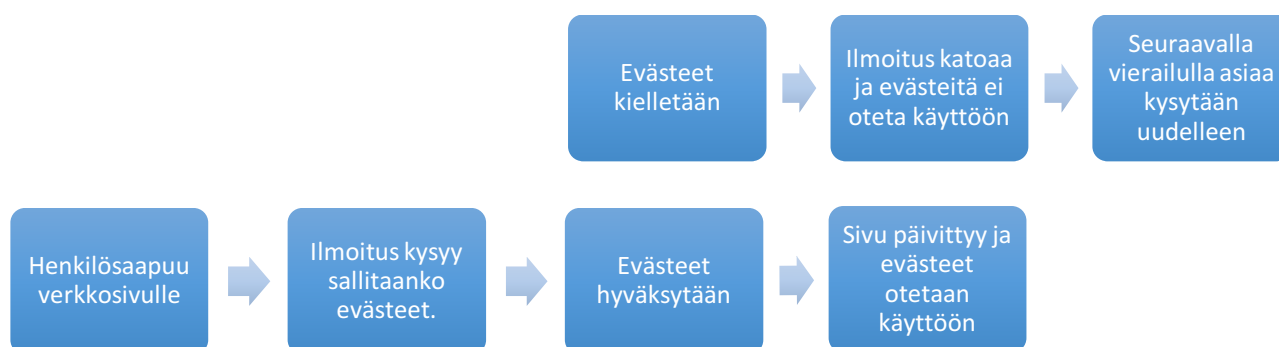 Evästeet
kielletään
Ilmoitus katoaa
ja evästeitä ei
oteta käyttöön
Seuraavalla
vierailulla asiaa
kysytään
uudelleen
Henkilösaapuu
verkkosivulle
Ilmoitus kysyy
sallitaanko
evästeet.
Evästeet
hyväksytään
Sivu päivittyy ja
evästeet
otetaan
käyttöön